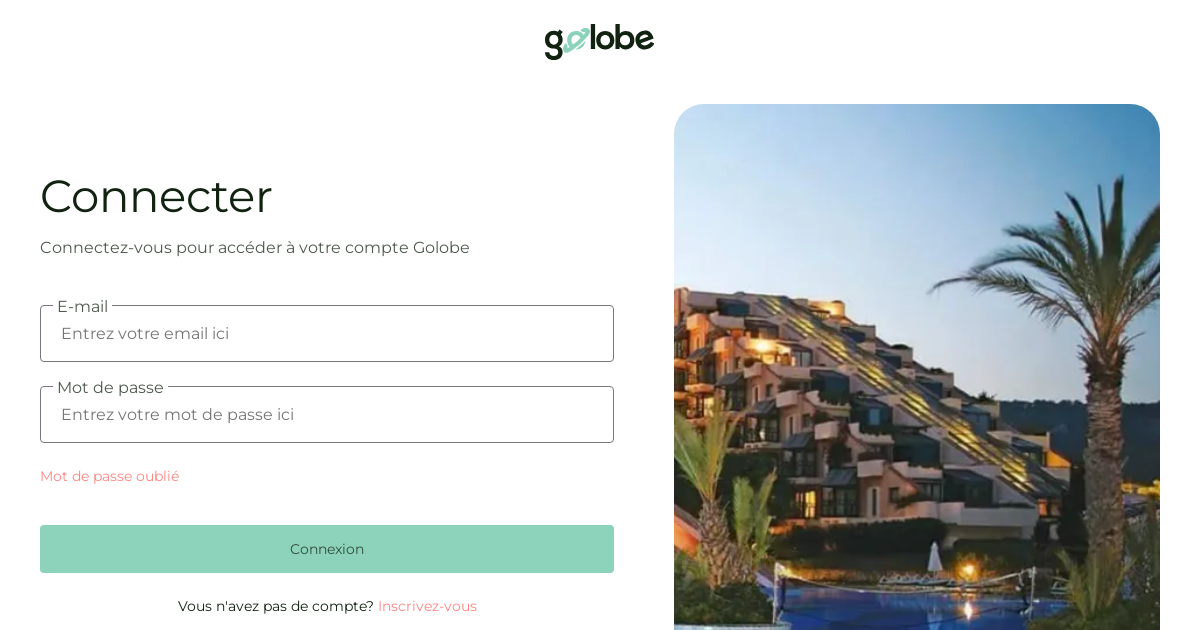 golobe
Connecter
Connectez-vous pour accéder à votre compte Golobe
E-mail
Entrez votre email ici
Mot de passe
Entrez votre mot de passe ici
Mot de passe oublié
Connexion
Vous n'avez pas de compte? Inscrivez-vous